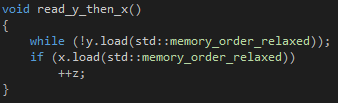 void read_y_then_x()
{
    while (!y.load(std::memory_order_relaxed));
    if (x.load(std::memory_order_relaxed))
        ++z;
}